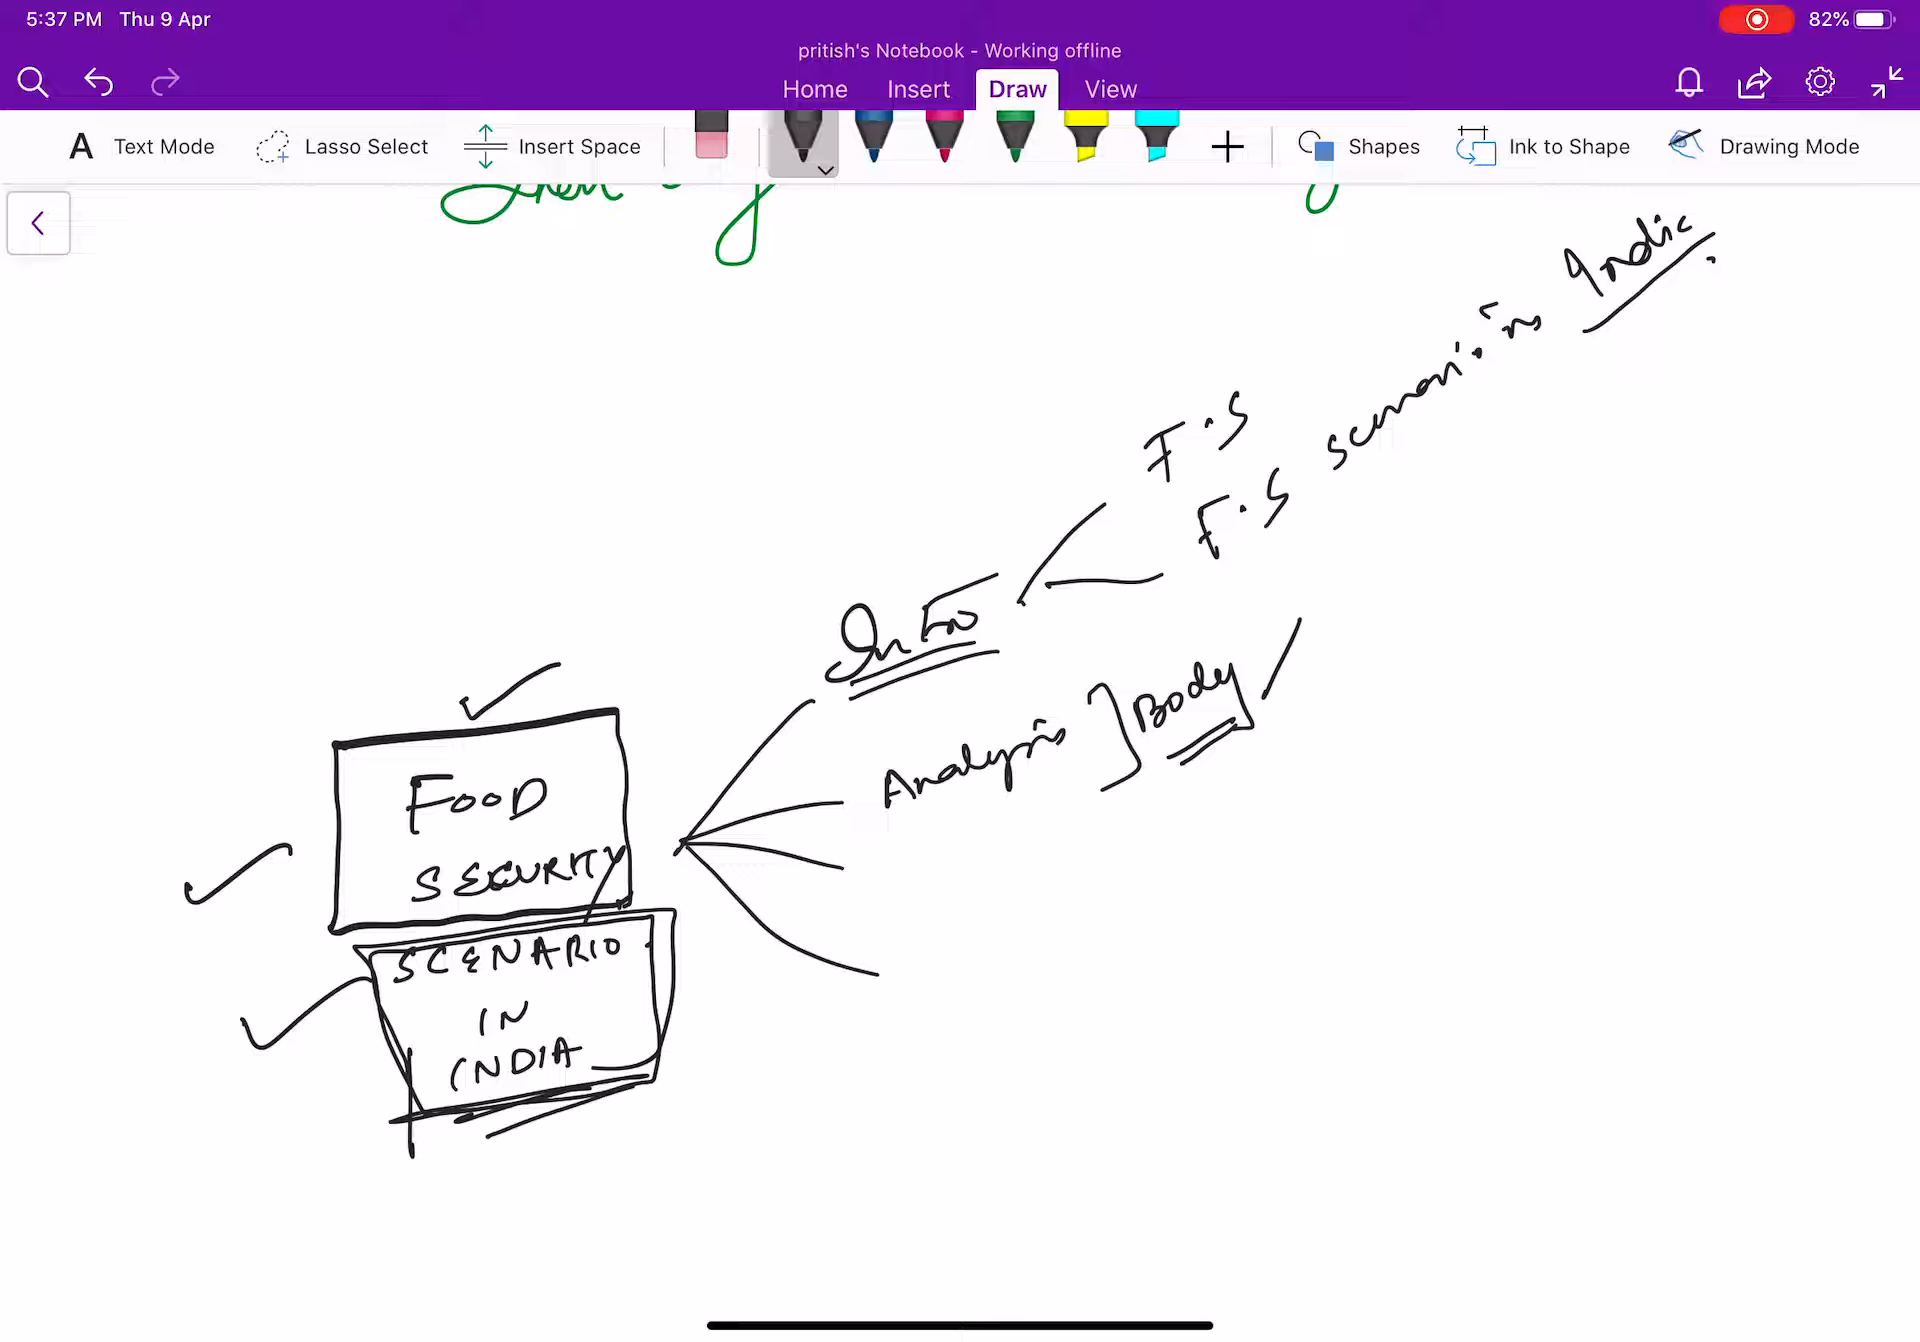 5:37 PM Thu 9 Apr
82%
pritish's Notebook - Working offline
Home Insert Draw View
A Text Mode Lasso Select Insert Space Shapes Ink to Shape Drawing Mode
F.S
F.S scenario in India
Intro
Analysis } Body
FOOD
SECURITY
SCENARIO
IN
INDIA